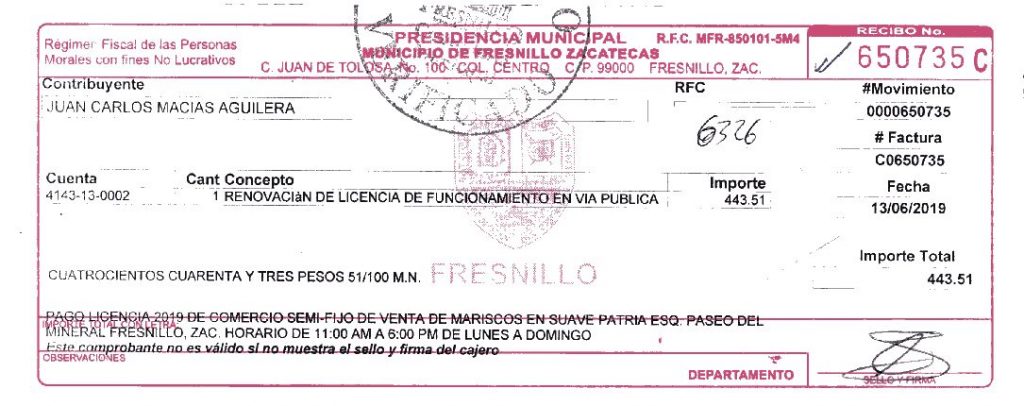 PRESIDENCIA MUNICIPAL
MUNICIPIO DE FRESNILLO ZACATECAS
C. JUAN DE TOLOSA No. 100 COL. CENTRO C.P. 99000 FRESNILLO, ZAC.
R.F.C. MFR-850101-5M4
Régimen Fiscal de las Personas
Morales con fines No Lucrativos
RECIBO No.
650735 C
Contribuyente
JUAN CARLOS MACIAS AGUILERA
RFC
6326
#Movimiento
0000650735
# Factura
C0650735
Fecha
13/06/2019
Cuenta Cant Concepto Importe
4143-13-0002 1 RENOVACIàN DE LICENCIA DE FUNCIONAMIENTO EN VIA PUBLICA 443.51
Importe Total
443.51
CUATROCIENTOS CUARENTA Y TRES PESOS 51/100 M.N.
FRESNILLO
PAGO LICENCIA 2019 DE COMERCIO SEMI-FIJO DE VENTA DE MARISCOS EN SUAVE PATRIA ESQ. PASEO DEL
IMPORTE TOTAL CON LETRA
MINERAL FRESNILLO, ZAC. HORARIO DE 11:00 AM A 6:00 PM DE LUNES A DOMINGO
Este comprobante no es válido si no muestra el sello y firma del cajero
OBSERVACIONES
DEPARTAMENTO
SELLO Y FIRMA